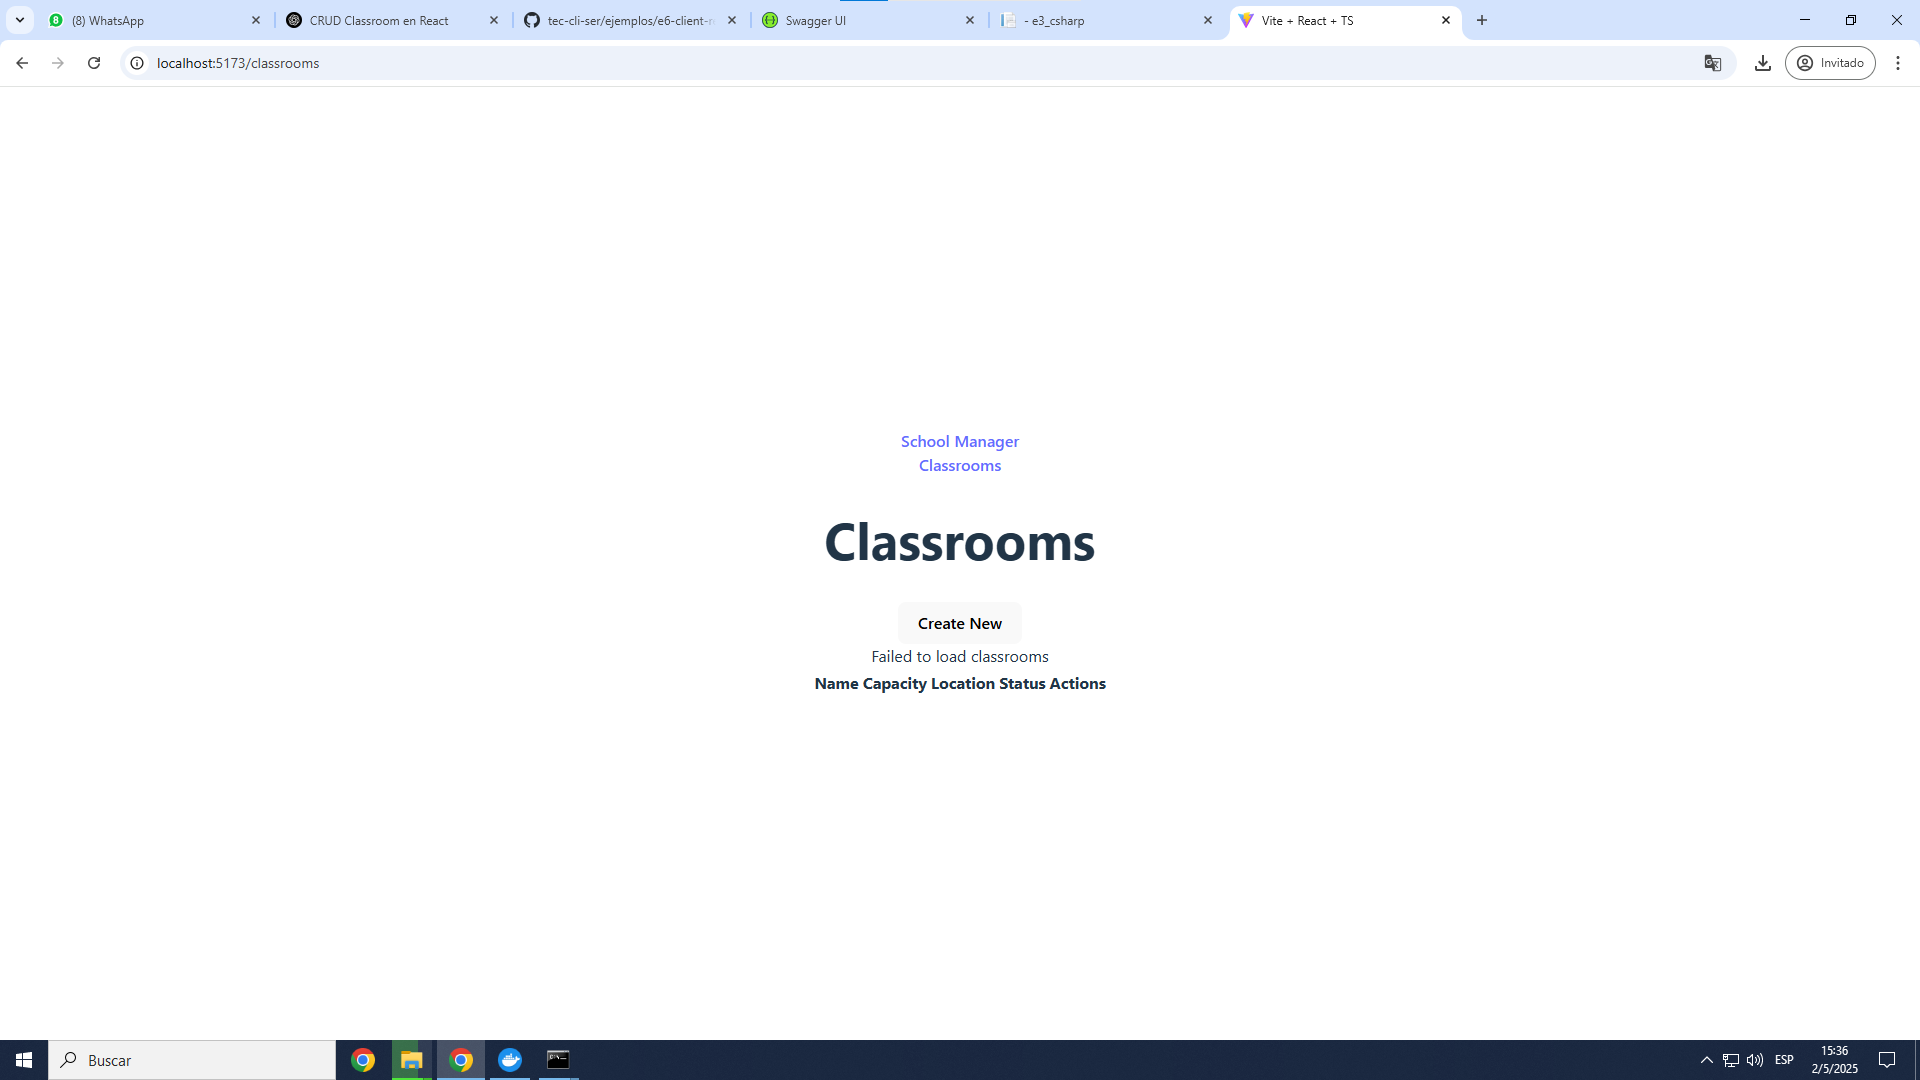 (8) WhatsApp
CRUD Classroom en React
tec-cli-ser/ejemplos/e6-client-r
Swagger UI
- e3_csharp
Vite + React + TS
localhost:5173/classrooms
Invitado
School Manager
Classrooms
Classrooms
Create New
Failed to load classrooms
Name Capacity Location Status Actions
Buscar
ESP
15:36
2/5/2025